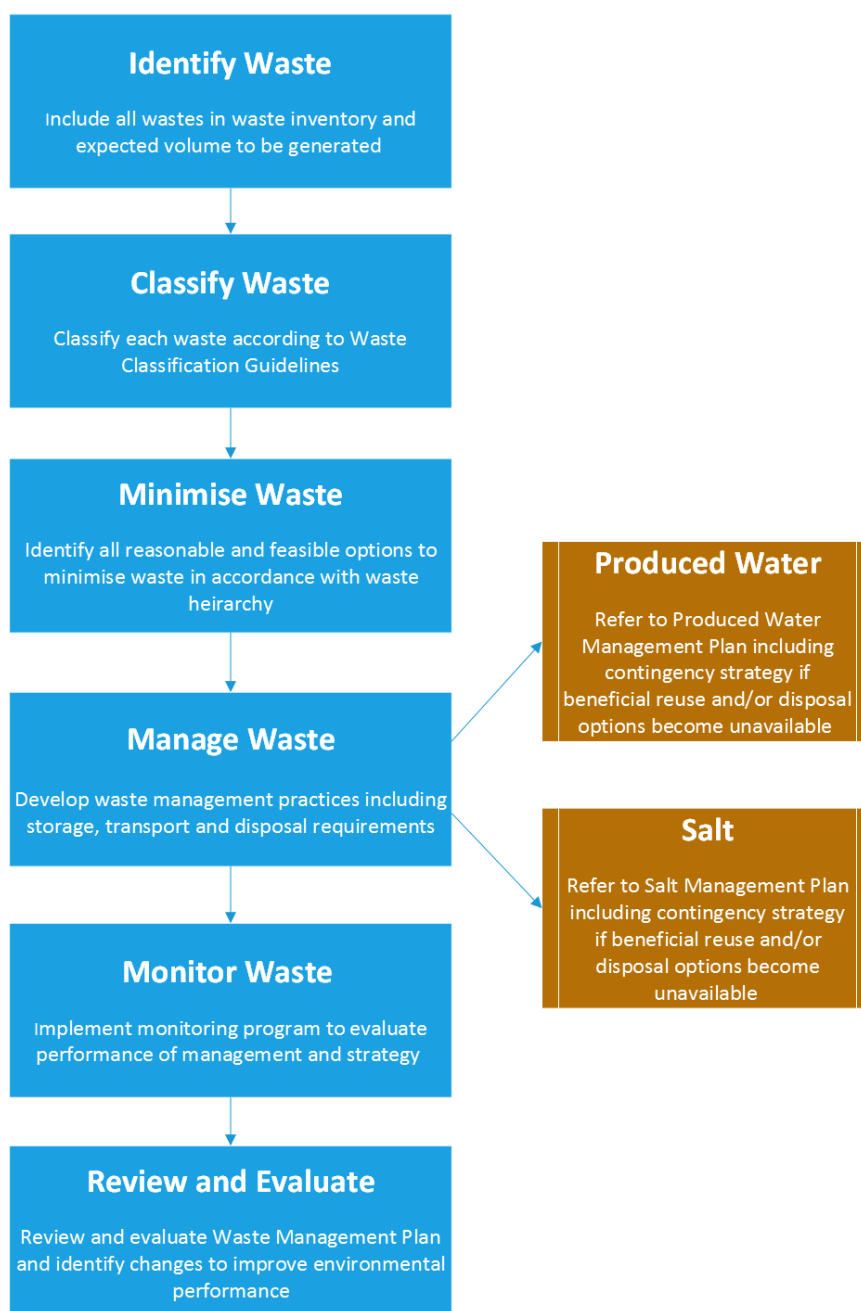 Identify Waste
Include all wastes in waste inventory and
expected volume to be generated
Classify Waste
Classify each waste according to Waste
Classification Guidelines
Minimise Waste
Identify all reasonable and feasible options to
minimise waste in accordance with waste
heirarchy
Manage Waste
Develop waste management practices including
storage, transport and disposal requirements
Produced Water
Refer to Produced Water
Management Plan including
contingency strategy if
beneficial reuse and/or disposal
options become unavailable
Salt
Refer to Salt Management Plan
including contingency strategy
if beneficial reuse and/or
disposal options become
unavailable
Monitor Waste
Implement monitoring program to evaluate
performance of management and strategy
Review and Evaluate
Review and evaluate Waste Management Plan
and identify changes to improve environmental
performance